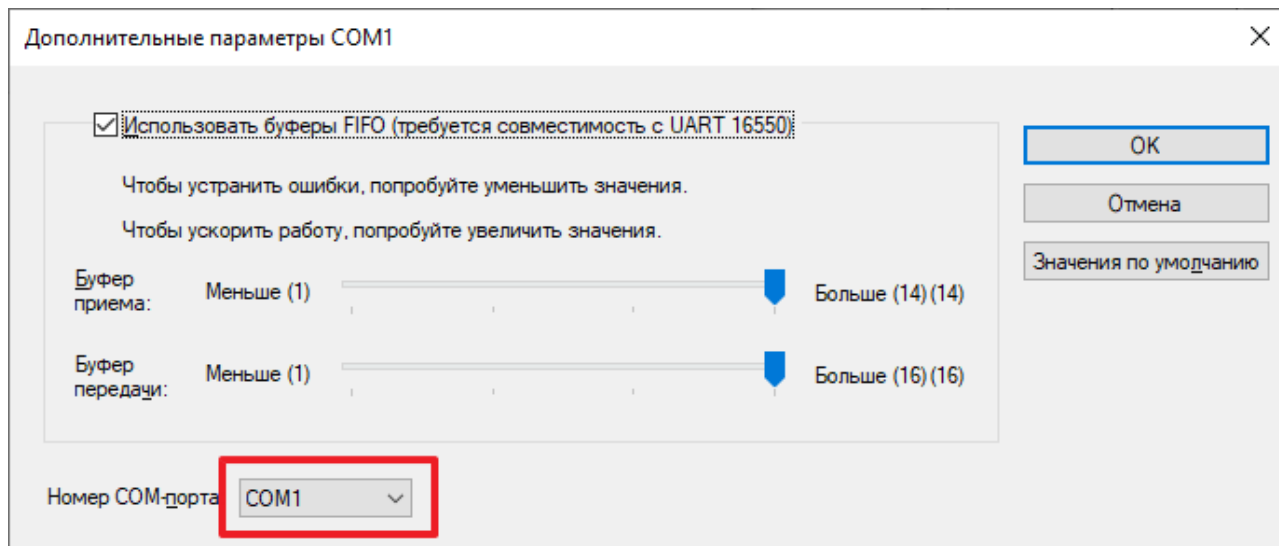 Дополнительные параметры COM1
Использовать буферы FIFO (требуется совместимость с UART 16550)
Чтобы устранить ошибки, попробуйте уменьшить значения.
Чтобы ускорить работу, попробуйте увеличить значения.
Буфер
приема:
Меньше (1)
Больше (14) (14)
Буфер
передачи:
Меньше (1)
Больше (16) (16)
Номер COM-порта
COM1
OK
Отмена
Значения по умолчанию